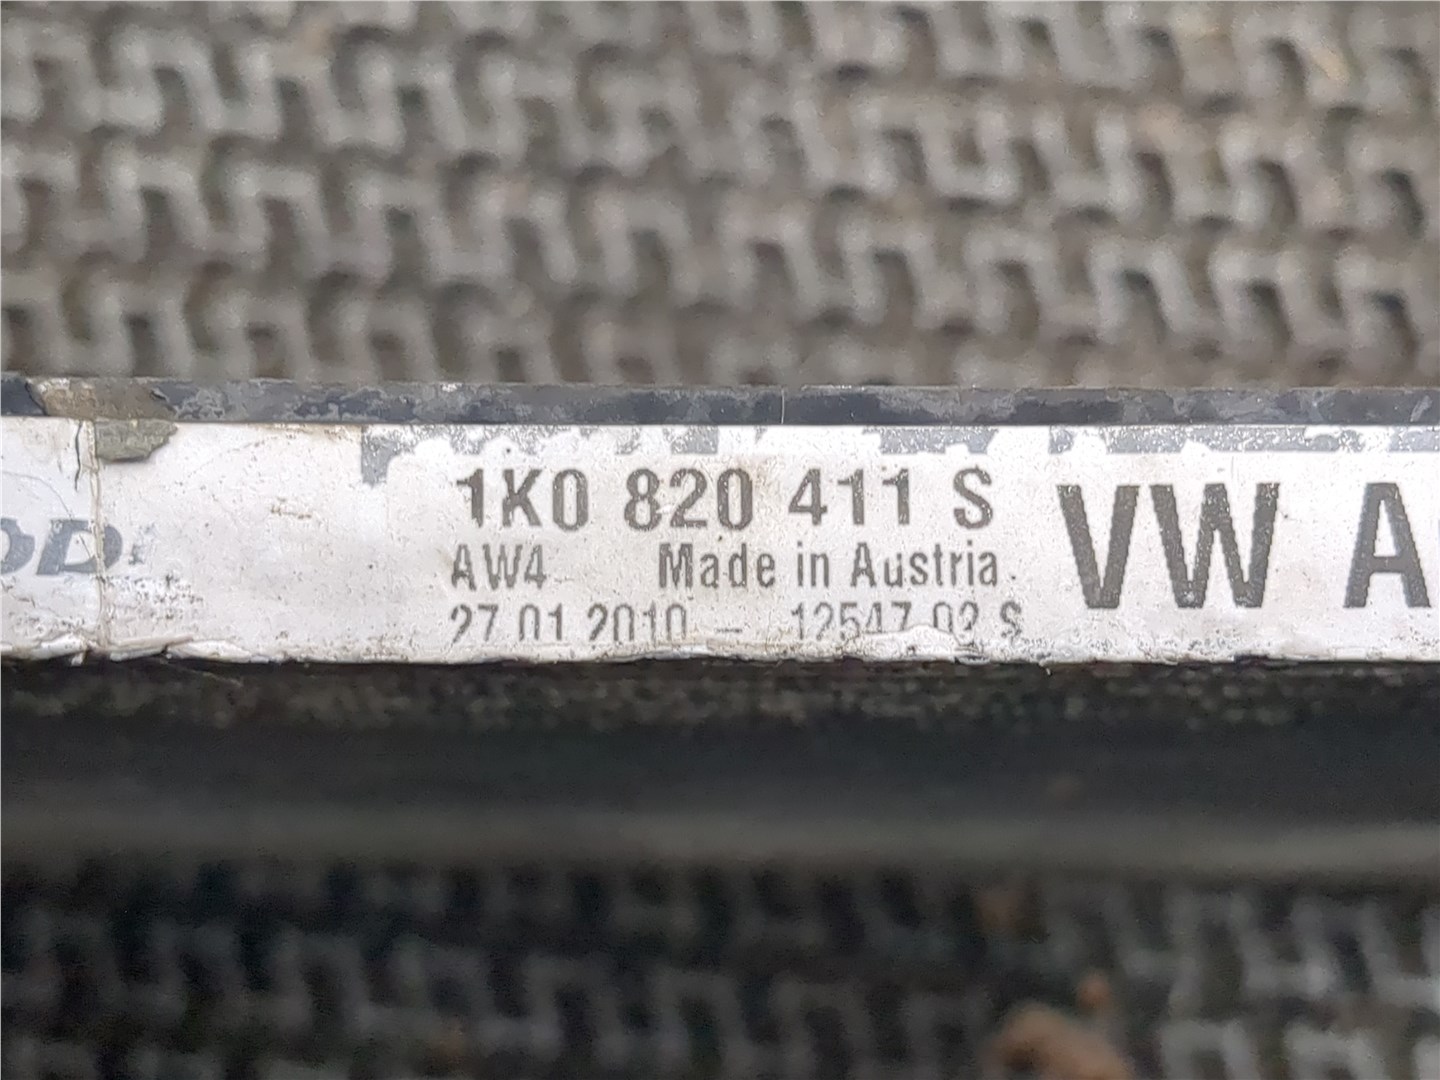 1K0 820 411 S
AW4 Made in Austria
27.01.2010 - 12547.02 S
VW A